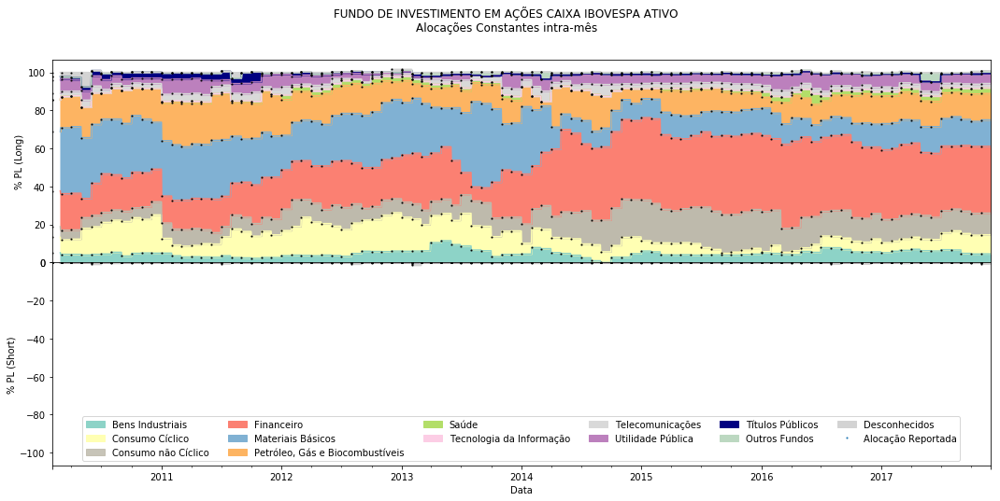 FUNDO DE INVESTIMENTO EM AÇÕES CAIXA IBOVESPA ATIVO
Alocações Constantes intra-mês
% PL (Long)
100
80
60
40
20
0
0
% PL (Short)
−20
−40
−60
−80
−100
Bens Industriais
Consumo Cíclico
Consumo não Cíclico
Financeiro
Materiais Básicos
Petróleo, Gás e Biocombustíveis
Saúde
Tecnologia da Informação
Telecomunicações
Utilidade Pública
Títulos Públicos
Outros Fundos
Desconhecidos
Alocação Reportada
2011 2012 2013 2014 2015 2016 2017
Data